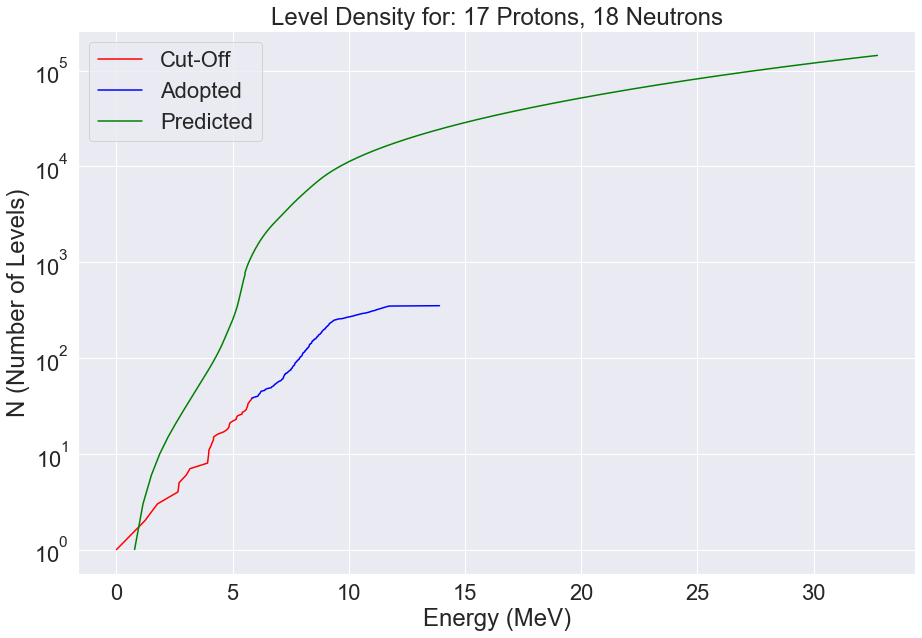 Level Density for: 17 Protons, 18 Neutrons
Cut-Off
Adopted
Predicted
N (Number of Levels)
10^5
10^4
10^3
10^2
10^1
10^0
0 5 10 15 20 25 30
Energy (MeV)